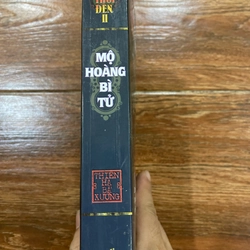 THỔI
ĐÈN
II
MỘ
HOÀNG
BÌ
TỬ
THIÊN
HẠ
BÁ
XƯỚNG